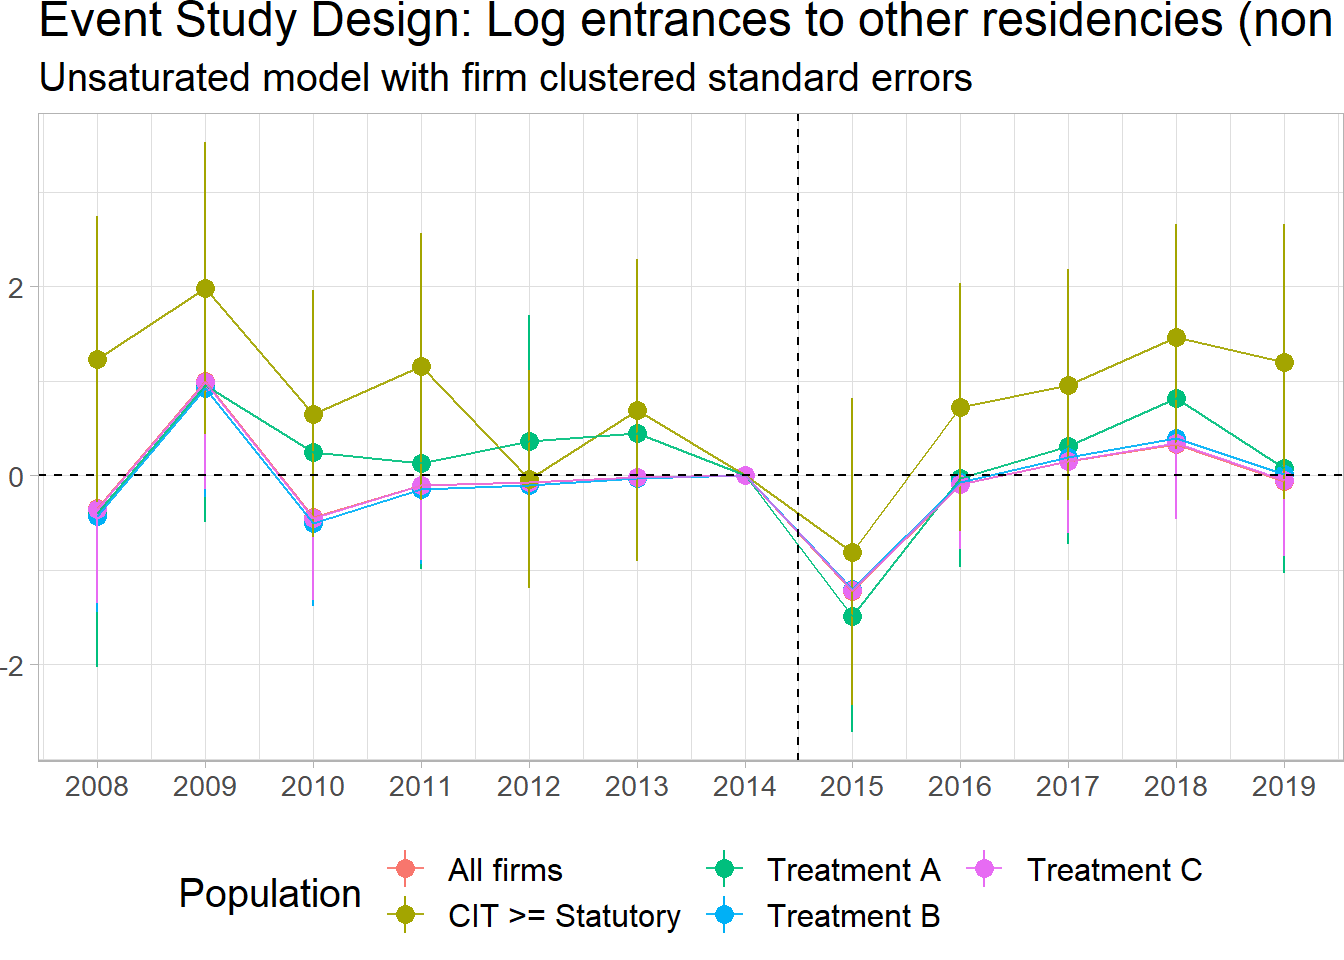 Event Study Design: Log entrances to other residencies (non
Unsaturated model with firm clustered standard errors
2
0
-2
2008 2009 2010 2011 2012 2013 2014 2015 2016 2017 2018 2019
Population
All firms Treatment A Treatment C
CIT >= Statutory Treatment B